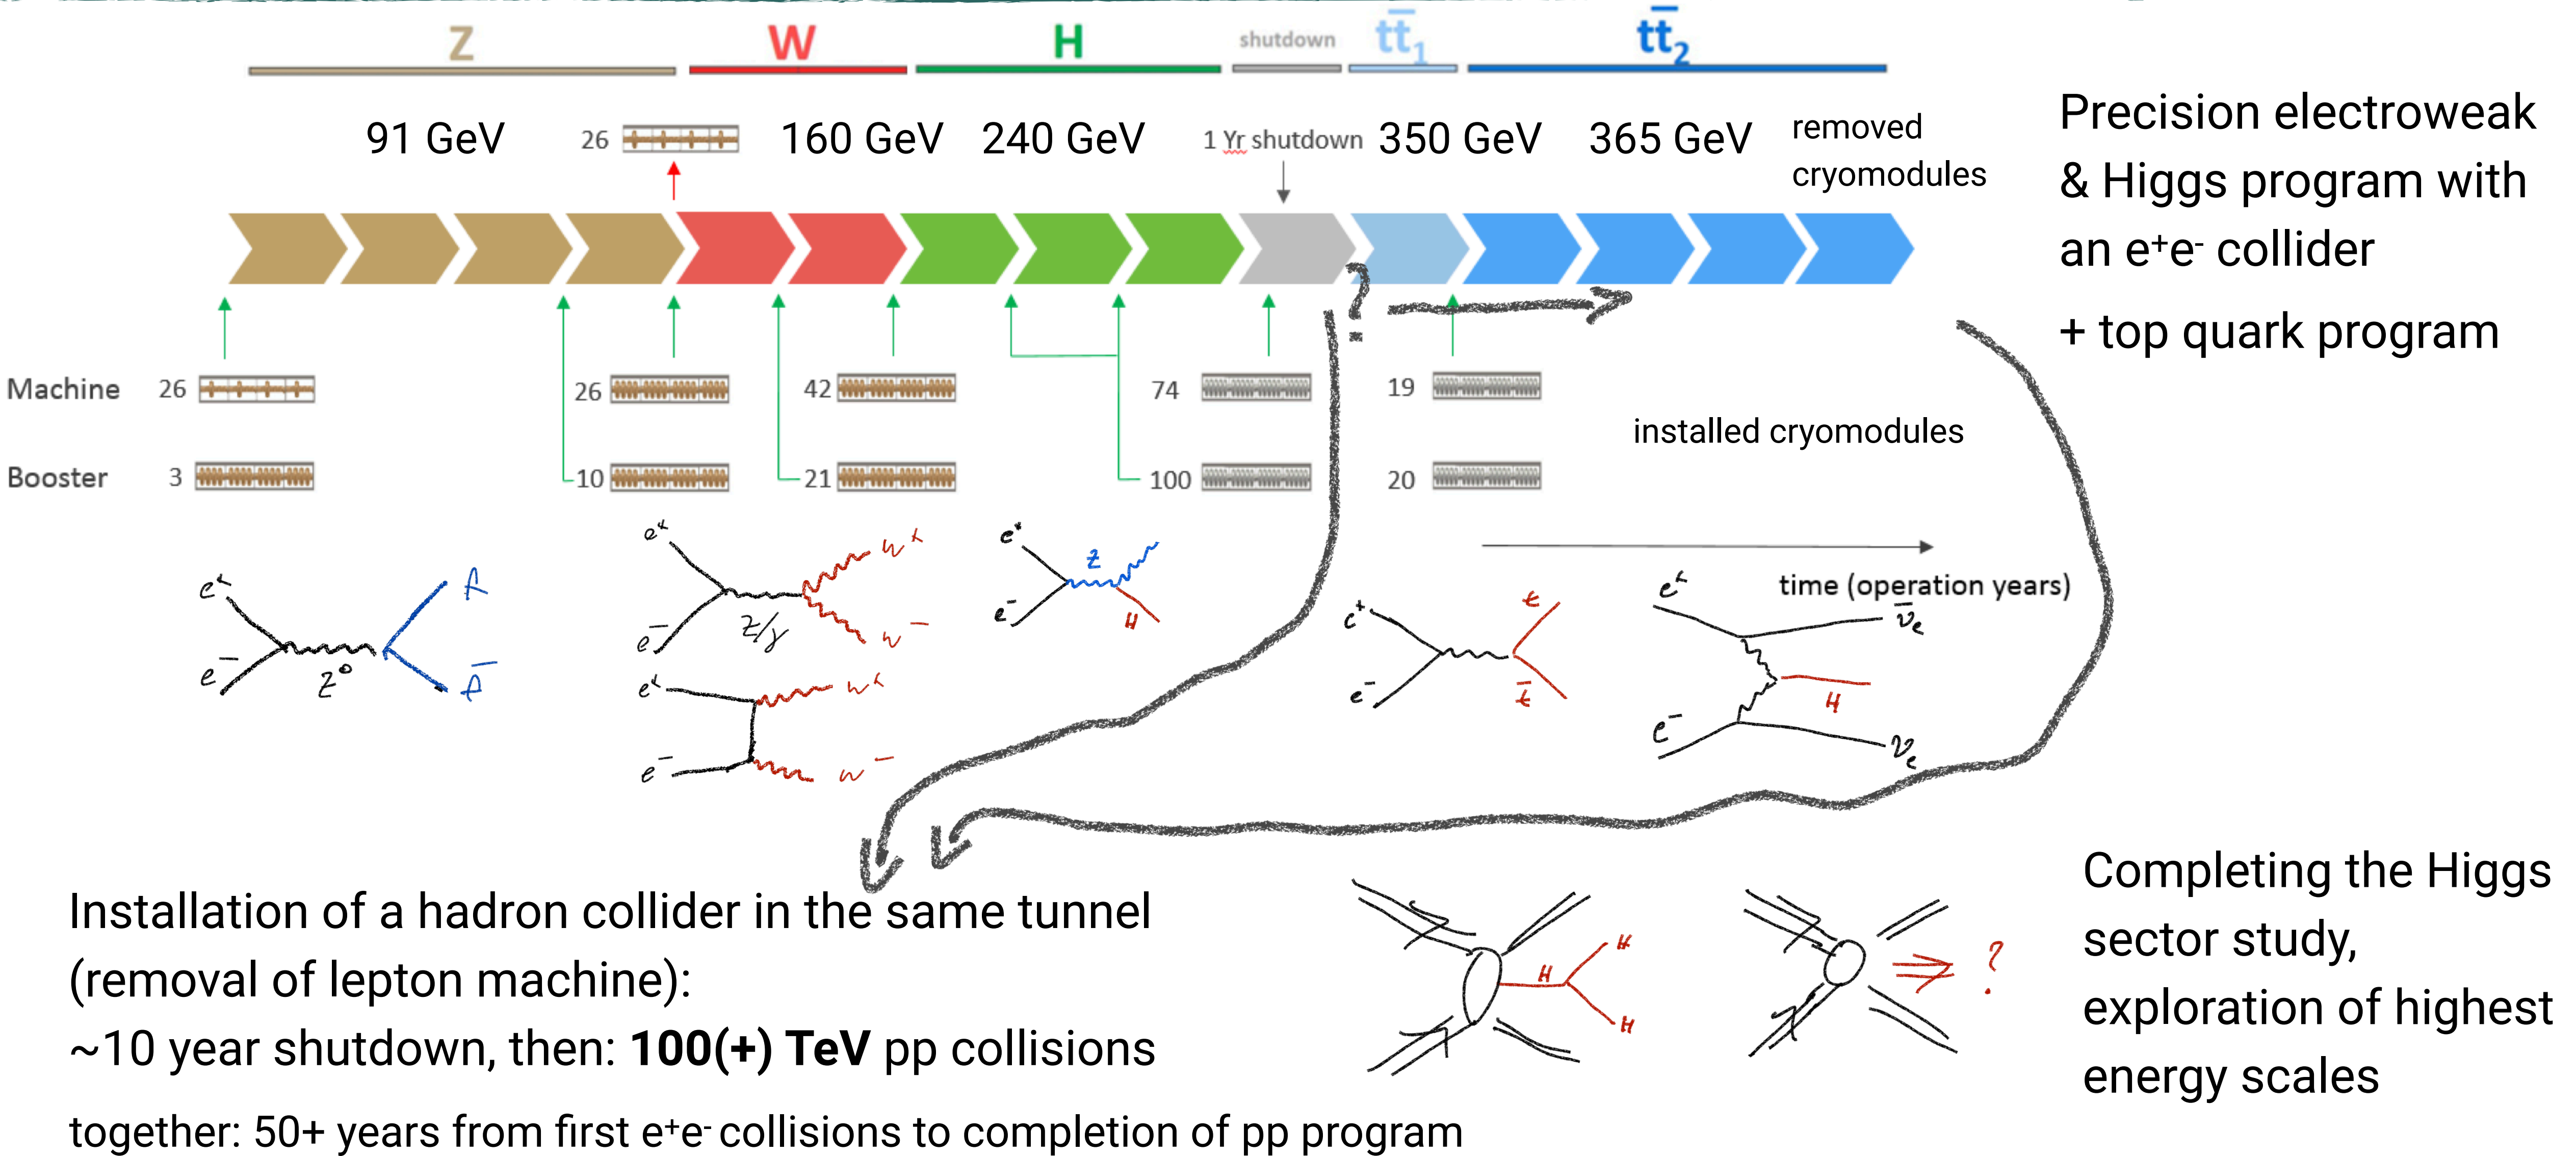 Z
W
H
shutdown
tt̄₁
tt̄₂
91 GeV
26
160 GeV
240 GeV
1 Yr shutdown
350 GeV
365 GeV
removed
cryomodules
Precision electroweak
& Higgs program with
an e⁺e⁻ collider
+ top quark program
?
Machine
26
26
42
74
19
installed cryomodules
Booster
3
10
21
100
20
time (operation years)
e⁺
e⁻
Z⁰
e⁺
e⁻
Z/γ
W⁺
W⁻
e⁺
e⁻
W⁺
W⁻
e⁺
e⁻
Z
H
e⁺
e⁻
t
t̄
e⁺
e⁻
ν̄e
H
νe
Installation of a hadron collider in the same tunnel
(removal of lepton machine):
~10 year shutdown, then: 100(+) TeV pp collisions
together: 50+ years from first e⁺e⁻ collisions to completion of pp program
H
H
H
?
Completing the Higgs
sector study,
exploration of highest
energy scales